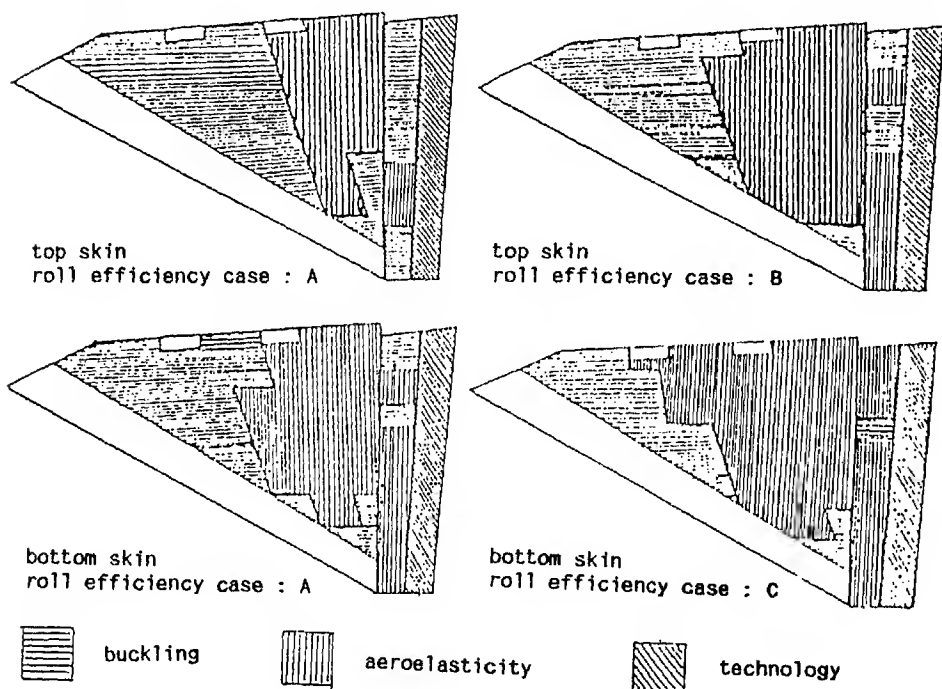 top skin
roll efficiency case : A
top skin
roll efficiency case : B
bottom skin
roll efficiency case : A
bottom skin
roll efficiency case : C
buckling
aeroelasticity
technology